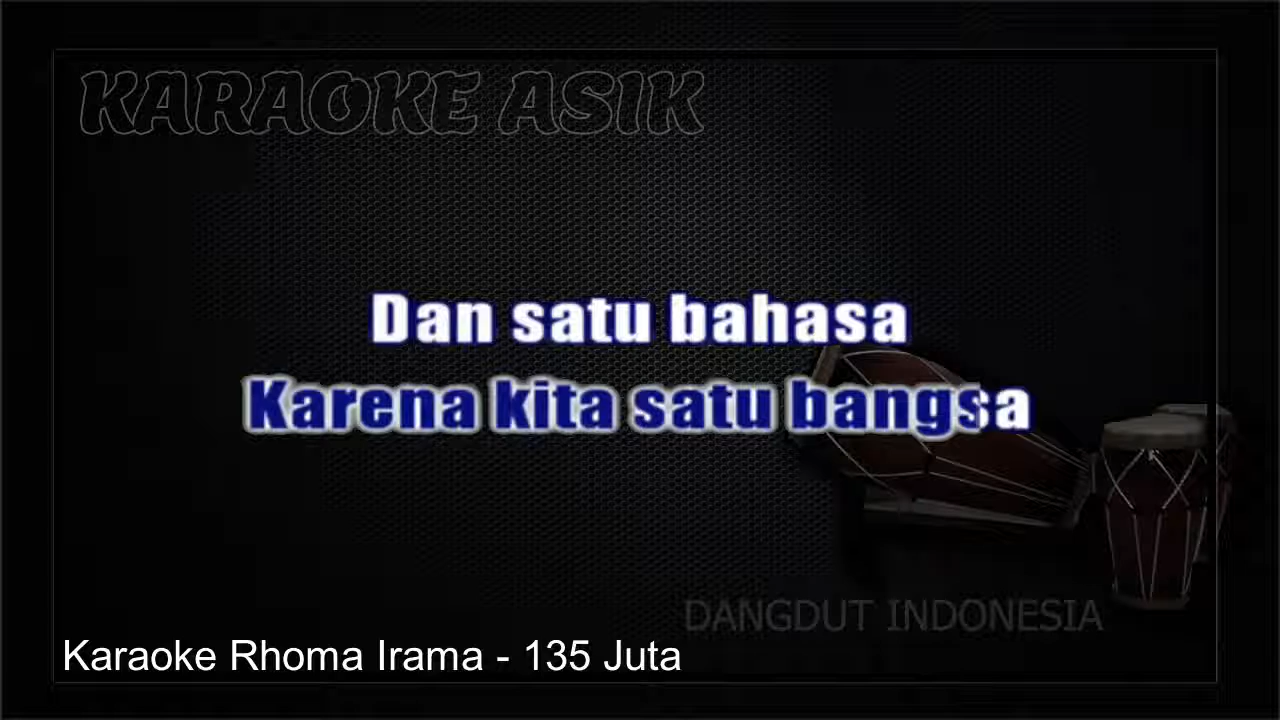 KARAOKE ASIK
Dan satu bahasa
Karena kita satu bangsa
DANGDUT INDONESIA
Karaoke Rhoma Irama - 135 Juta